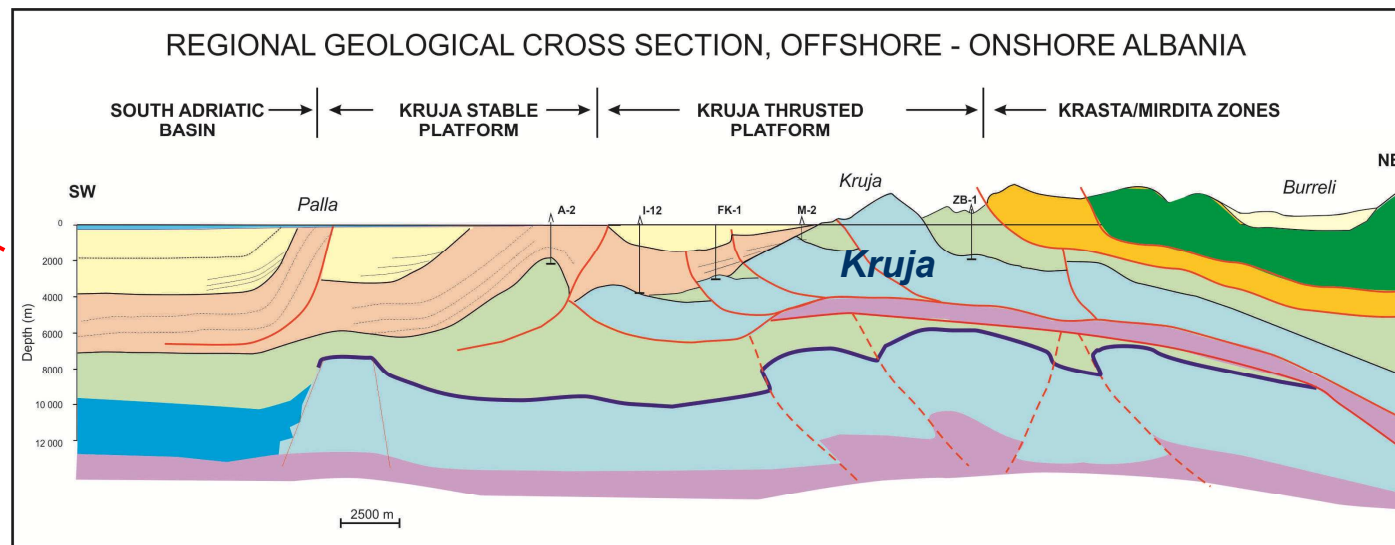 REGIONAL GEOLOGICAL CROSS SECTION, OFFSHORE - ONSHORE ALBANIA
SOUTH ADRIATIC
BASIN
KRUJA STABLE
PLATFORM
KRUJA THRUSTED
PLATFORM
KRASTA/MIRDITA ZONES
SW
NE
Palla
Kruja
Burreli
A-2
I-12
FK-1
M-2
ZB-1
Kruja
Depth (m)
0
2000
4000
6000
8000
10 000
12 000
2500 m